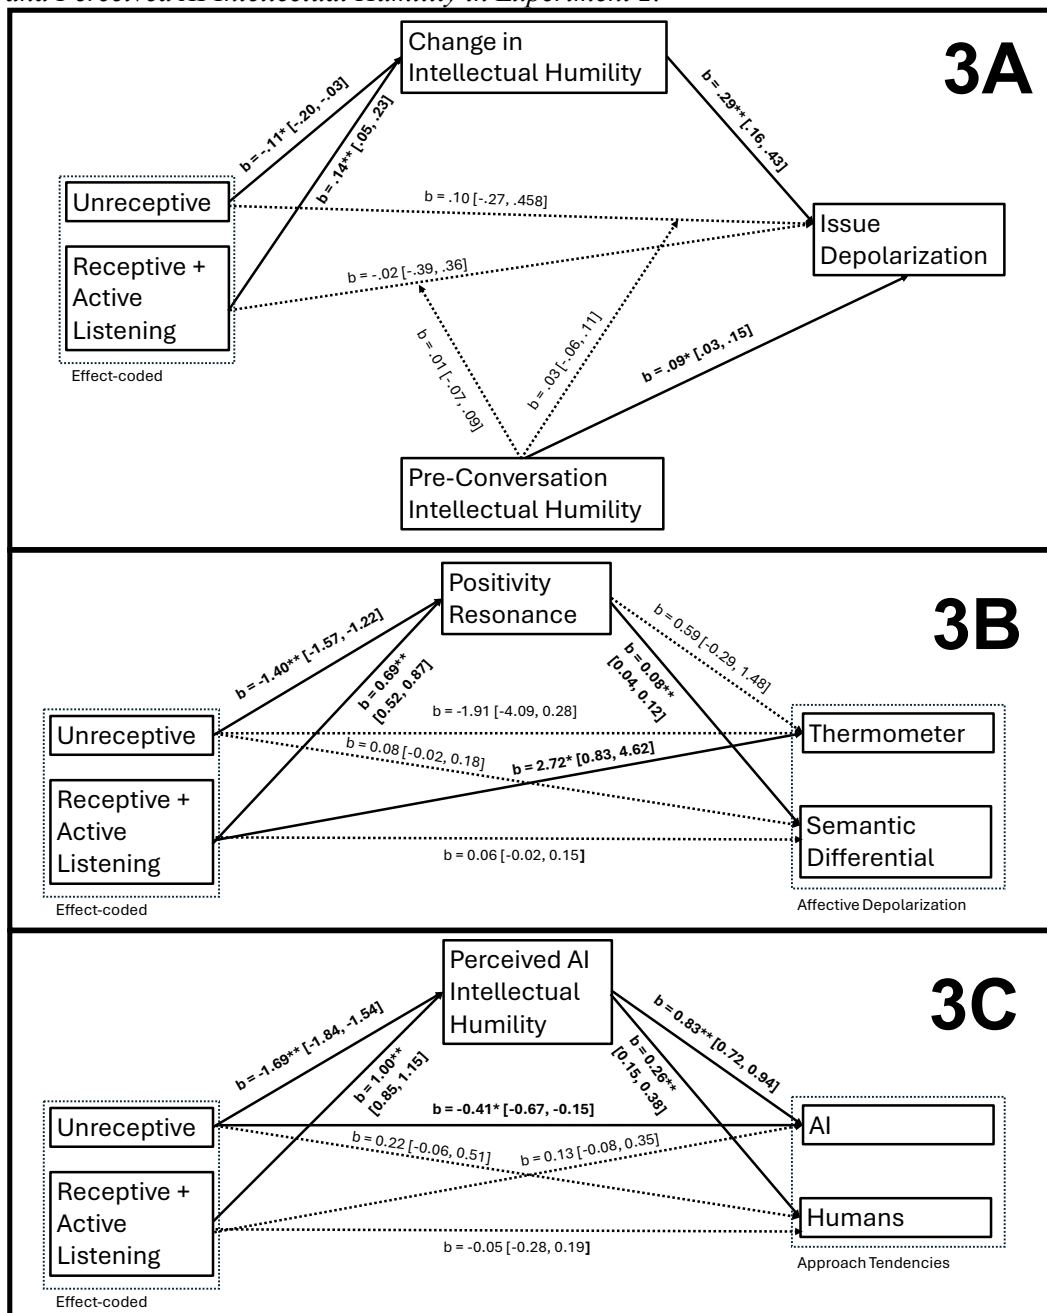 and Perceived AI Intellectual Humility in Experiment 2.
3A
Change in
Intellectual Humility
b = -.11* [-.20, -.03]
b = .14** [.05, .23]
b = .29** [.16, .43]
Unreceptive
b = .10 [-.27, .458]
Issue
Depolarization
Receptive +
Active
Listening
b = -.02 [-.39, .36]
Effect-coded
b = .01 [-.07, .09]
b = .03 [-.06, .11]
b = .09* [.03, .15]
Pre-Conversation
Intellectual Humility
3B
Positivity
Resonance
b = -1.40** [-1.57, -1.22]
b = 0.69**
[0.52, 0.87]
b = 0.08**
[0.04, 0.12]
b = 0.59 [-0.29, 1.48]
Unreceptive
b = -1.91 [-4.09, 0.28]
Thermometer
b = 0.08 [-0.02, 0.18]
b = 2.72* [0.83, 4.62]
Receptive +
Active
Listening
Semantic
Differential
b = 0.06 [-0.02, 0.15]
Effect-coded
Affective Depolarization
3C
Perceived AI
Intellectual
Humility
b = -1.69** [-1.84, -1.54]
b = 1.00**
[0.85, 1.15]
b = 0.26**
[0.15, 0.38]
b = 0.83** [0.72, 0.94]
Unreceptive
b = -0.41* [-0.67, -0.15]
AI
b = 0.22 [-0.06, 0.51]
b = 0.13 [-0.08, 0.35]
Receptive +
Active
Listening
Humans
b = -0.05 [-0.28, 0.19]
Effect-coded
Approach Tendencies